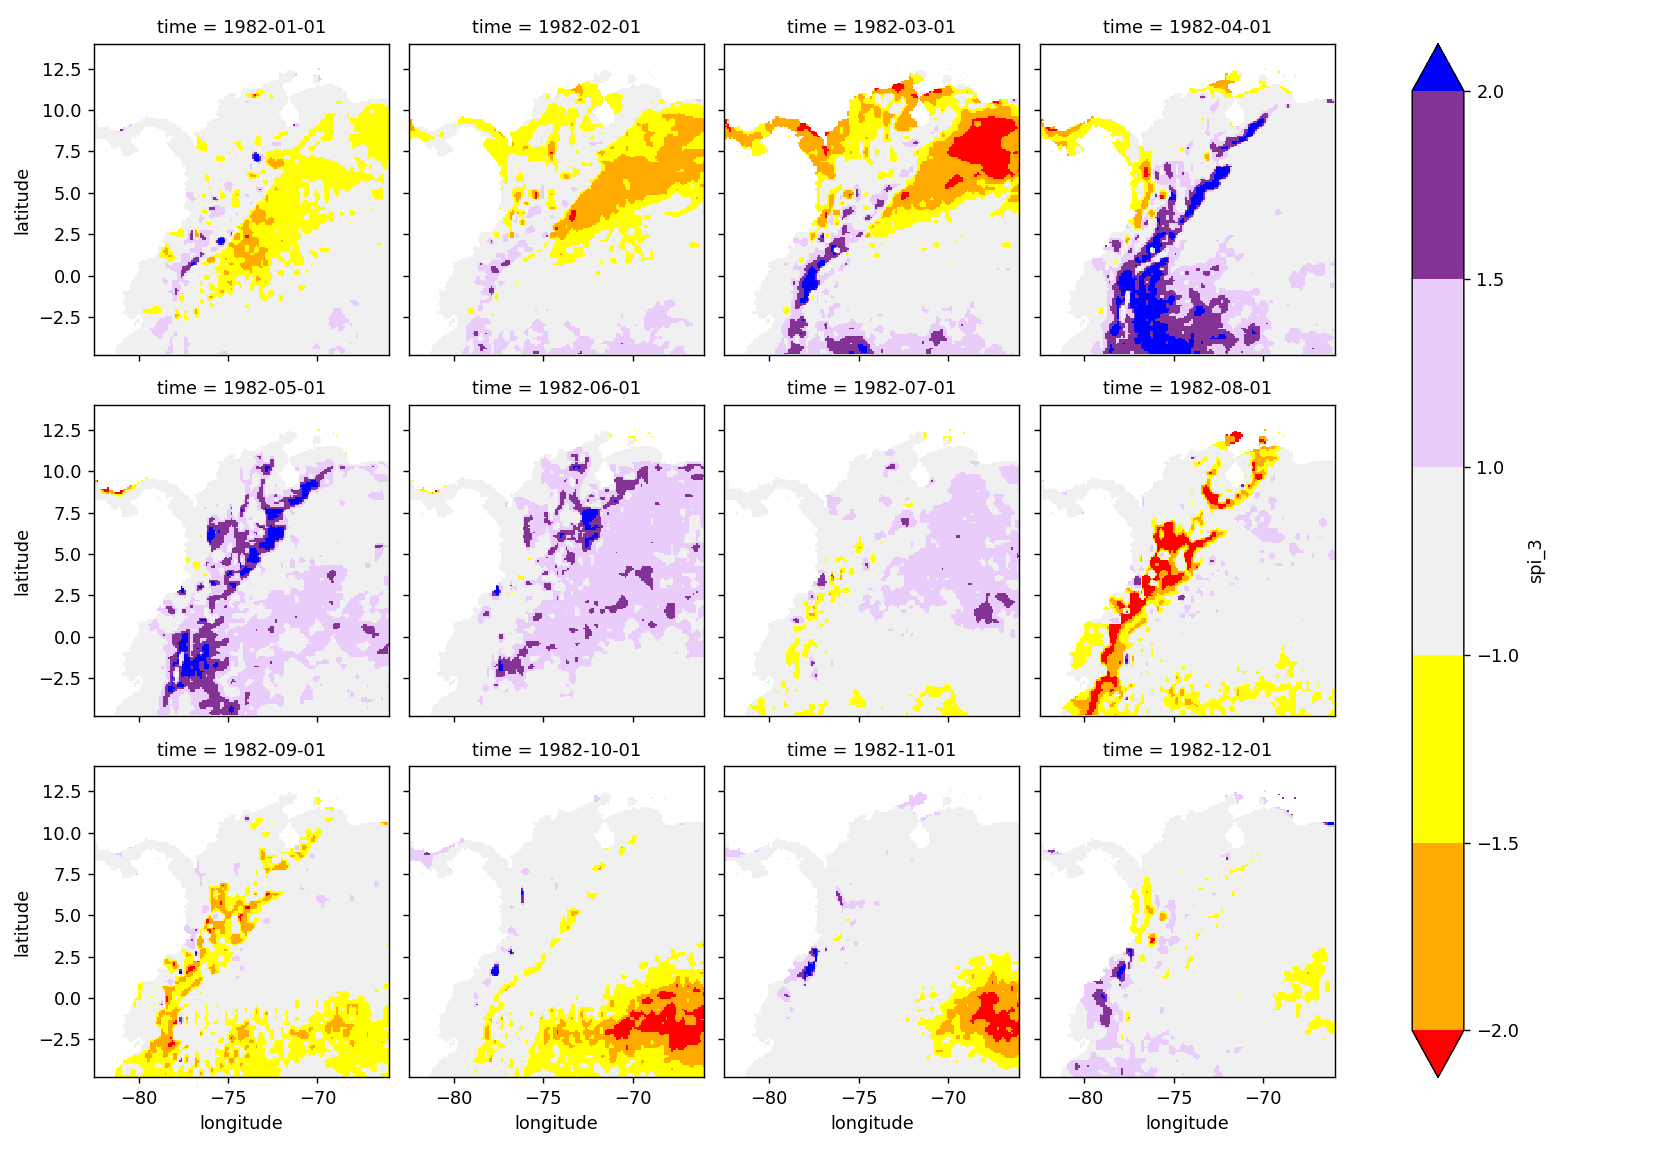 time = 1982-01-01
time = 1982-02-01
time = 1982-03-01
time = 1982-04-01
12.5
10.0
7.5
5.0
2.5
0.0
−2.5
latitude
time = 1982-05-01
time = 1982-06-01
time = 1982-07-01
time = 1982-08-01
12.5
10.0
7.5
5.0
2.5
0.0
−2.5
latitude
time = 1982-09-01
time = 1982-10-01
time = 1982-11-01
time = 1982-12-01
12.5
10.0
7.5
5.0
2.5
0.0
−2.5
latitude
−80 −75 −70
longitude
−80 −75 −70
longitude
−80 −75 −70
longitude
−80 −75 −70
longitude
2.0
1.5
1.0
−1.0
−1.5
−2.0
spi_3